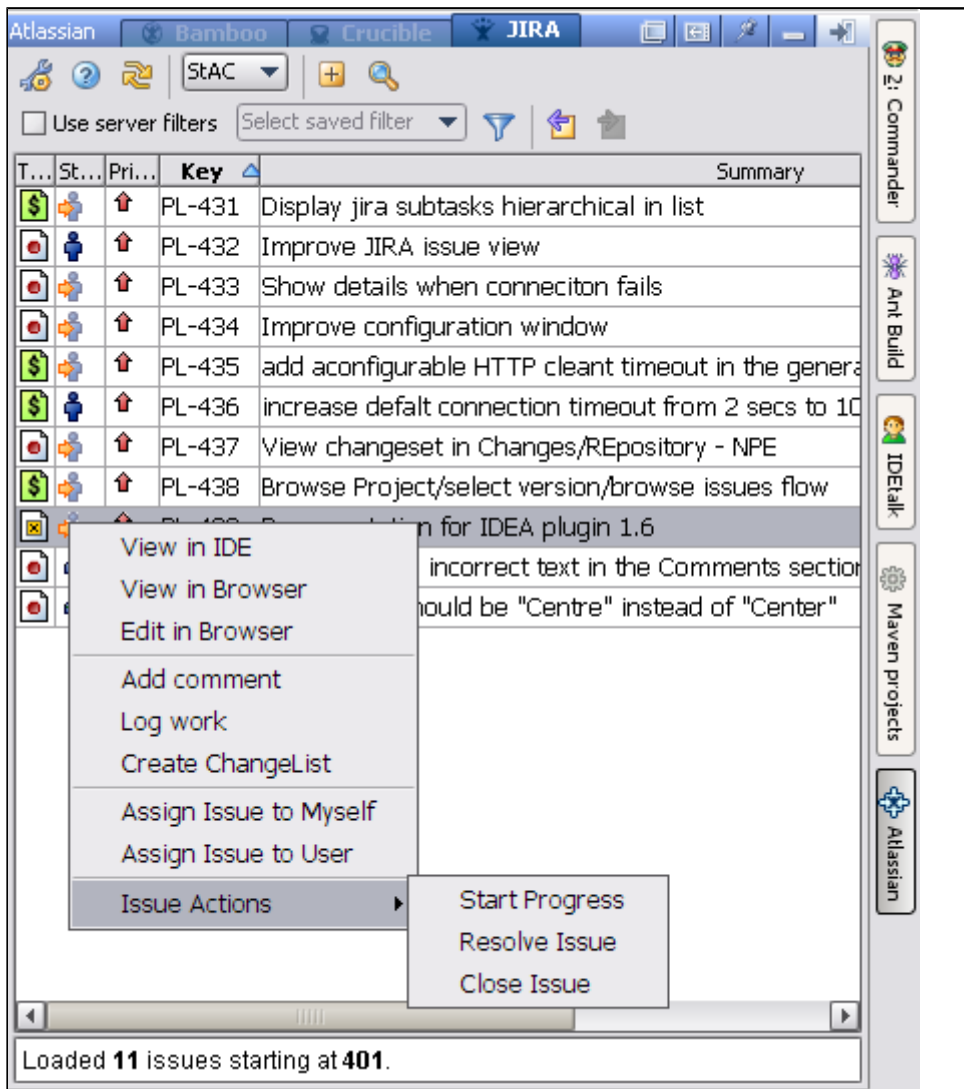 Atlassian Bamboo Crucible JIRA
StAC
Use server filters Select saved filter
T... St... Pri... Key Summary
PL-431 Display jira subtasks hierarchical in list
PL-432 Improve JIRA issue view
PL-433 Show details when conneciton fails
PL-434 Improve configuration window
PL-435 add aconfigurable HTTP cleant timeout in the genera
PL-436 increase defalt connection timeout from 2 secs to 10
PL-437 View changeset in Changes/REpository - NPE
PL-438 Browse Project/select version/browse issues flow
n for IDEA plugin 1.6
incorrect text in the Comments section
ould be "Centre" instead of "Center"
View in IDE
View in Browser
Edit in Browser
Add comment
Log work
Create ChangeList
Assign Issue to Myself
Assign Issue to User
Issue Actions
Start Progress
Resolve Issue
Close Issue
Loaded 11 issues starting at 401.
2: Commander
Ant Build
IDEtalk
Maven projects
Atlassian